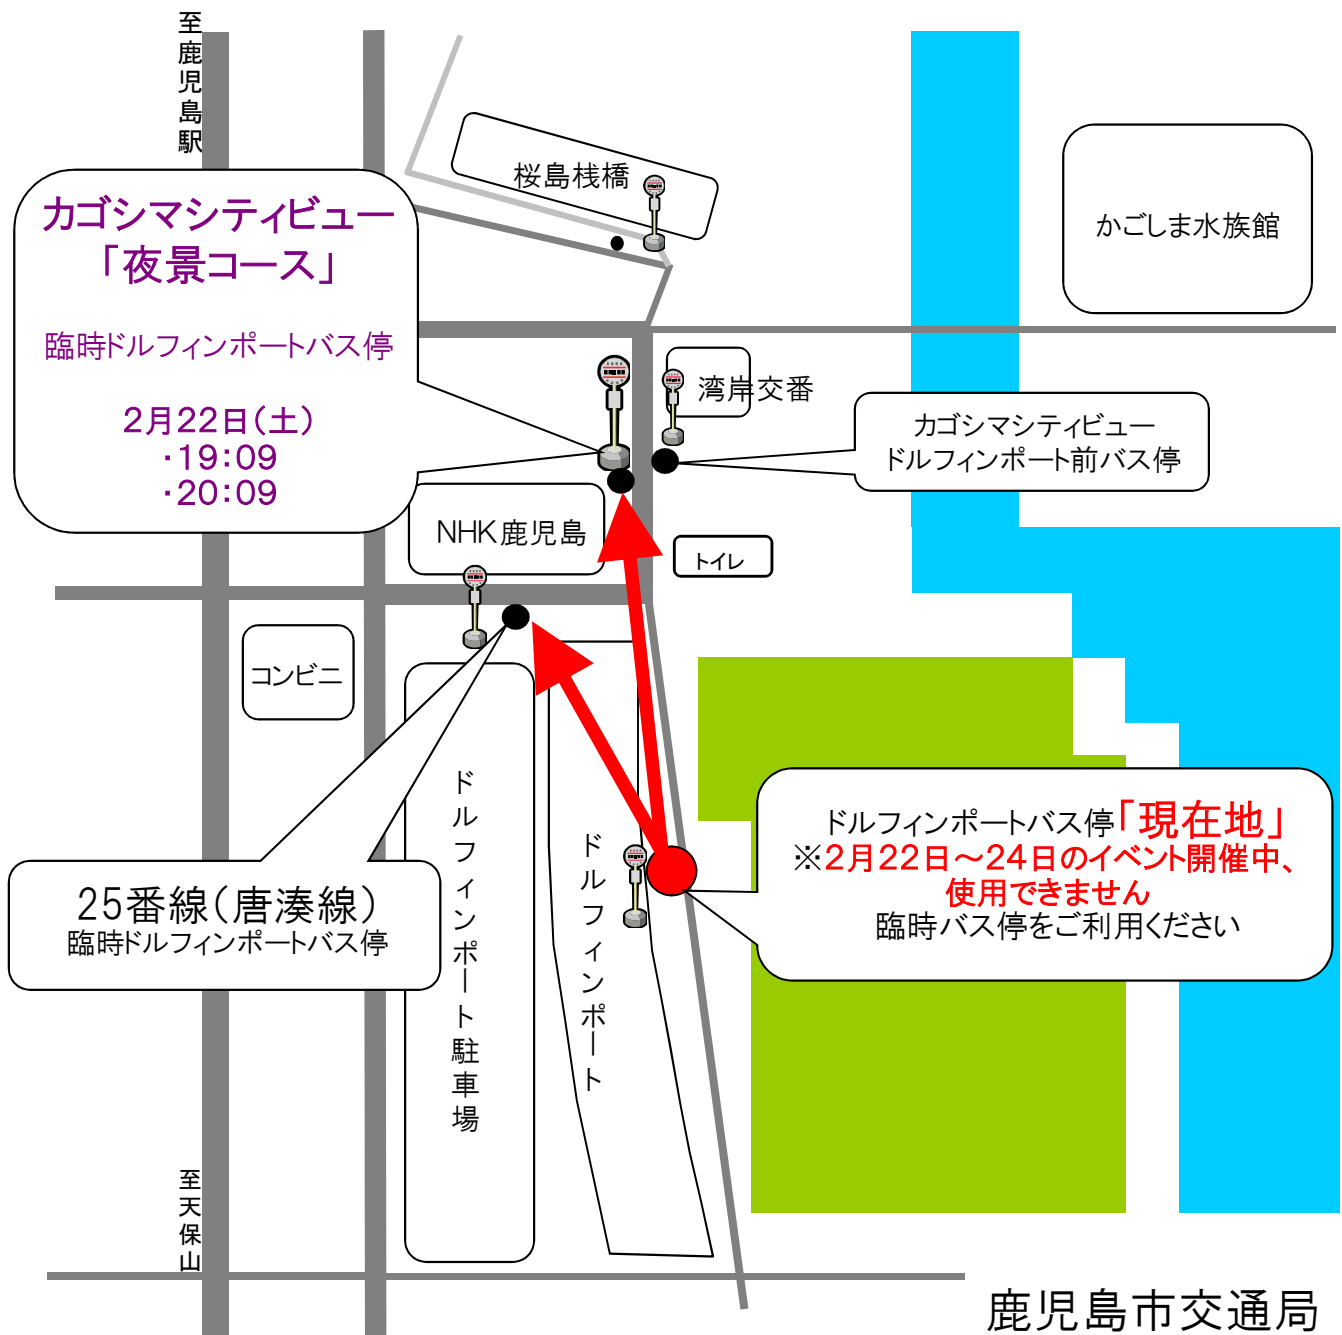 至鹿児島駅
桜島桟橋
かごしま水族館
カゴシマシティビュー
「夜景コース」
臨時ドルフィンポートバス停
2月22日(土)
・19:09
・20:09
湾岸交番
カゴシマシティビュー
ドルフィンポート前バス停
NHK鹿児島
トイレ
コンビニ
ドルフィンポート駐車場
ドルフィンポート
ドルフィンポートバス停「現在地」
※2月22日～24日のイベント開催中、
使用できません
臨時バス停をご利用ください
25番線(唐湊線)
臨時ドルフィンポートバス停
至天保山
鹿児島市交通局